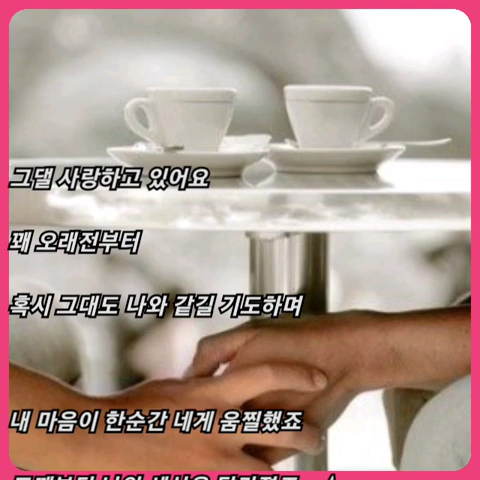 그댈 사랑하고 있어요
꽤 오래전부터
혹시 그대도 나와 같길 기도하며
내 마음이 한순간 네게 움찔했죠